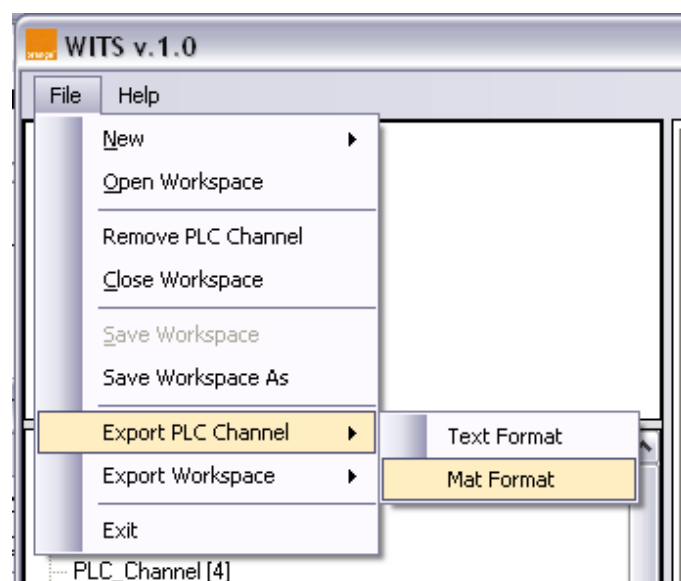 WITS v.1.0
File Help
New
Open Workspace
Remove PLC Channel
Close Workspace
Save Workspace
Save Workspace As
Export PLC Channel
Text Format
Export Workspace
Mat Format
Exit
PLC_Channel [4]